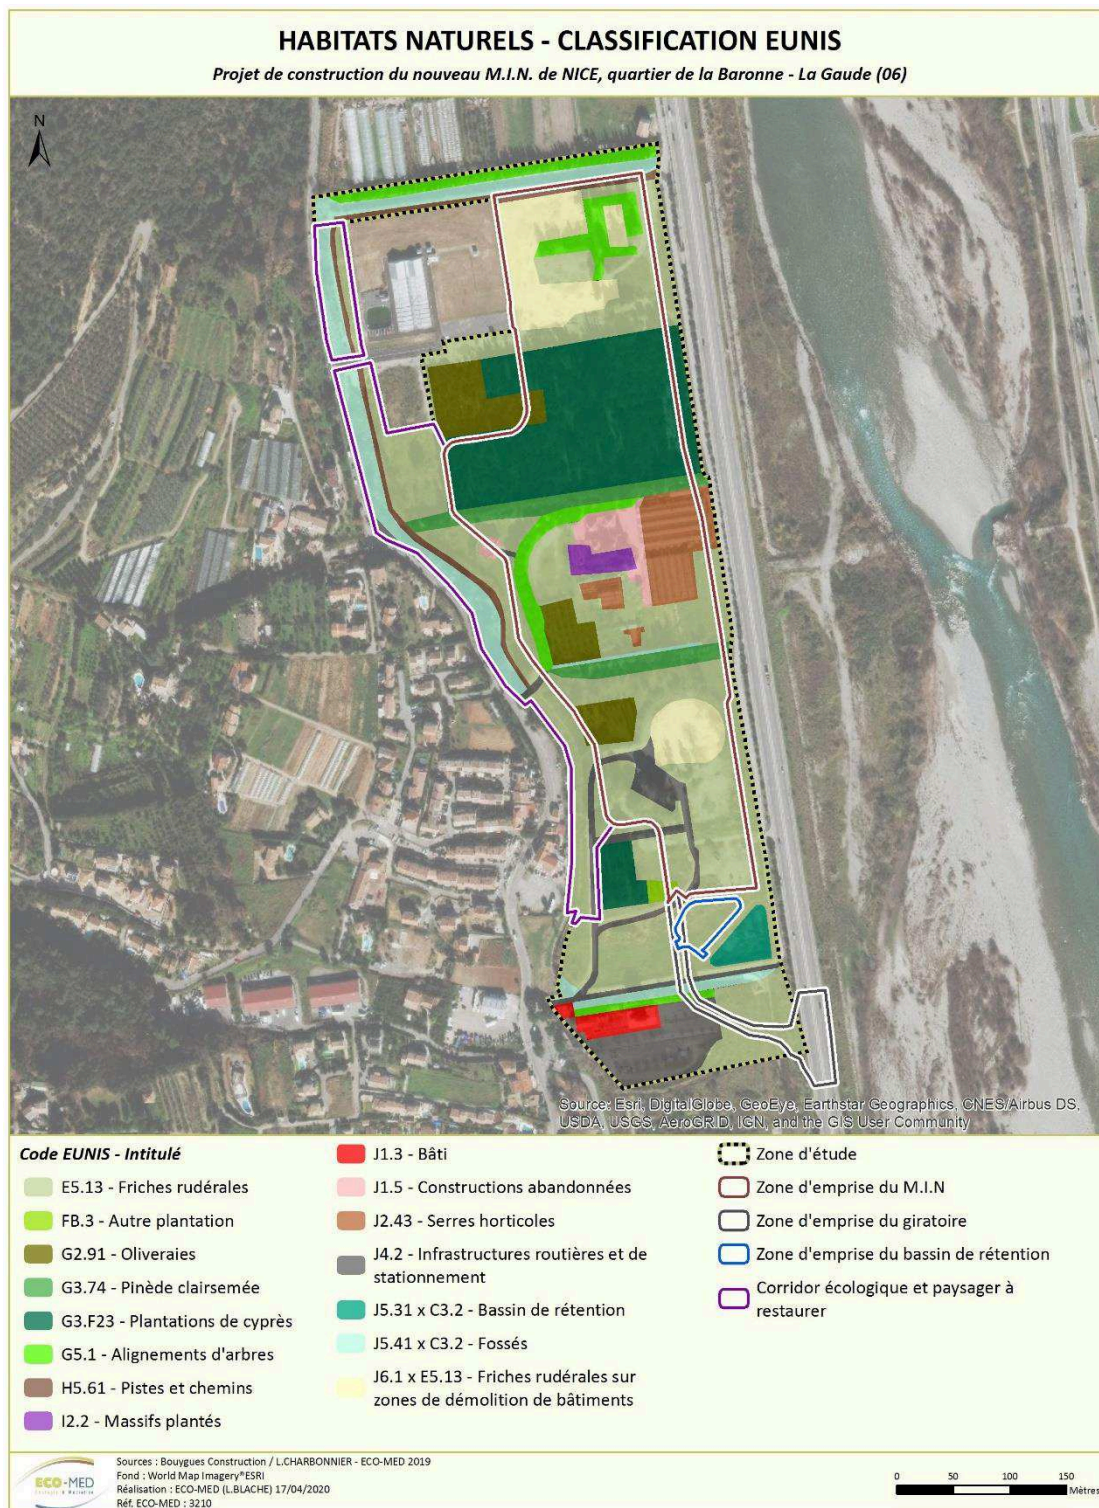 HABITATS NATURELS - CLASSIFICATION EUNIS
Projet de construction du nouveau M.I.N. de NICE, quartier de la Baronne - La Gaude (06)
N
Source: Esri, DigitalGlobe, GeoEye, Earthstar Geographics, CNES/Airbus DS,
USDA, USGS, AeroGRID, IGN, and the GIS User Community
Code EUNIS - Intitulé
E5.13 - Friches rudérales
FB.3 - Autre plantation
G2.91 - Oliveraies
G3.74 - Pinède clairsemée
G3.F23 - Plantations de cyprès
G5.1 - Alignements d'arbres
H5.61 - Pistes et chemins
I2.2 - Massifs plantés
J1.3 - Bâti
J1.5 - Constructions abandonnées
J2.43 - Serres horticoles
J4.2 - Infrastructures routières et de
stationnement
J5.31 x C3.2 - Bassin de rétention
J5.41 x C3.2 - Fossés
J6.1 x E5.13 - Friches rudérales sur
zones de démolition de bâtiments
Zone d'étude
Zone d'emprise du M.I.N
Zone d'emprise du giratoire
Zone d'emprise du bassin de rétention
Corridor écologique et paysager à
restaurer
ECO-MED
Sources : Bouygues Construction / L.CHARBONNIER - ECO-MED 2019
Fond : World Map Imagery®ESRI
Réalisation : ECO-MED (L.BLACHE) 17/04/2020
Réf. ECO-MED : 3210
0 50 100 150
Mètres